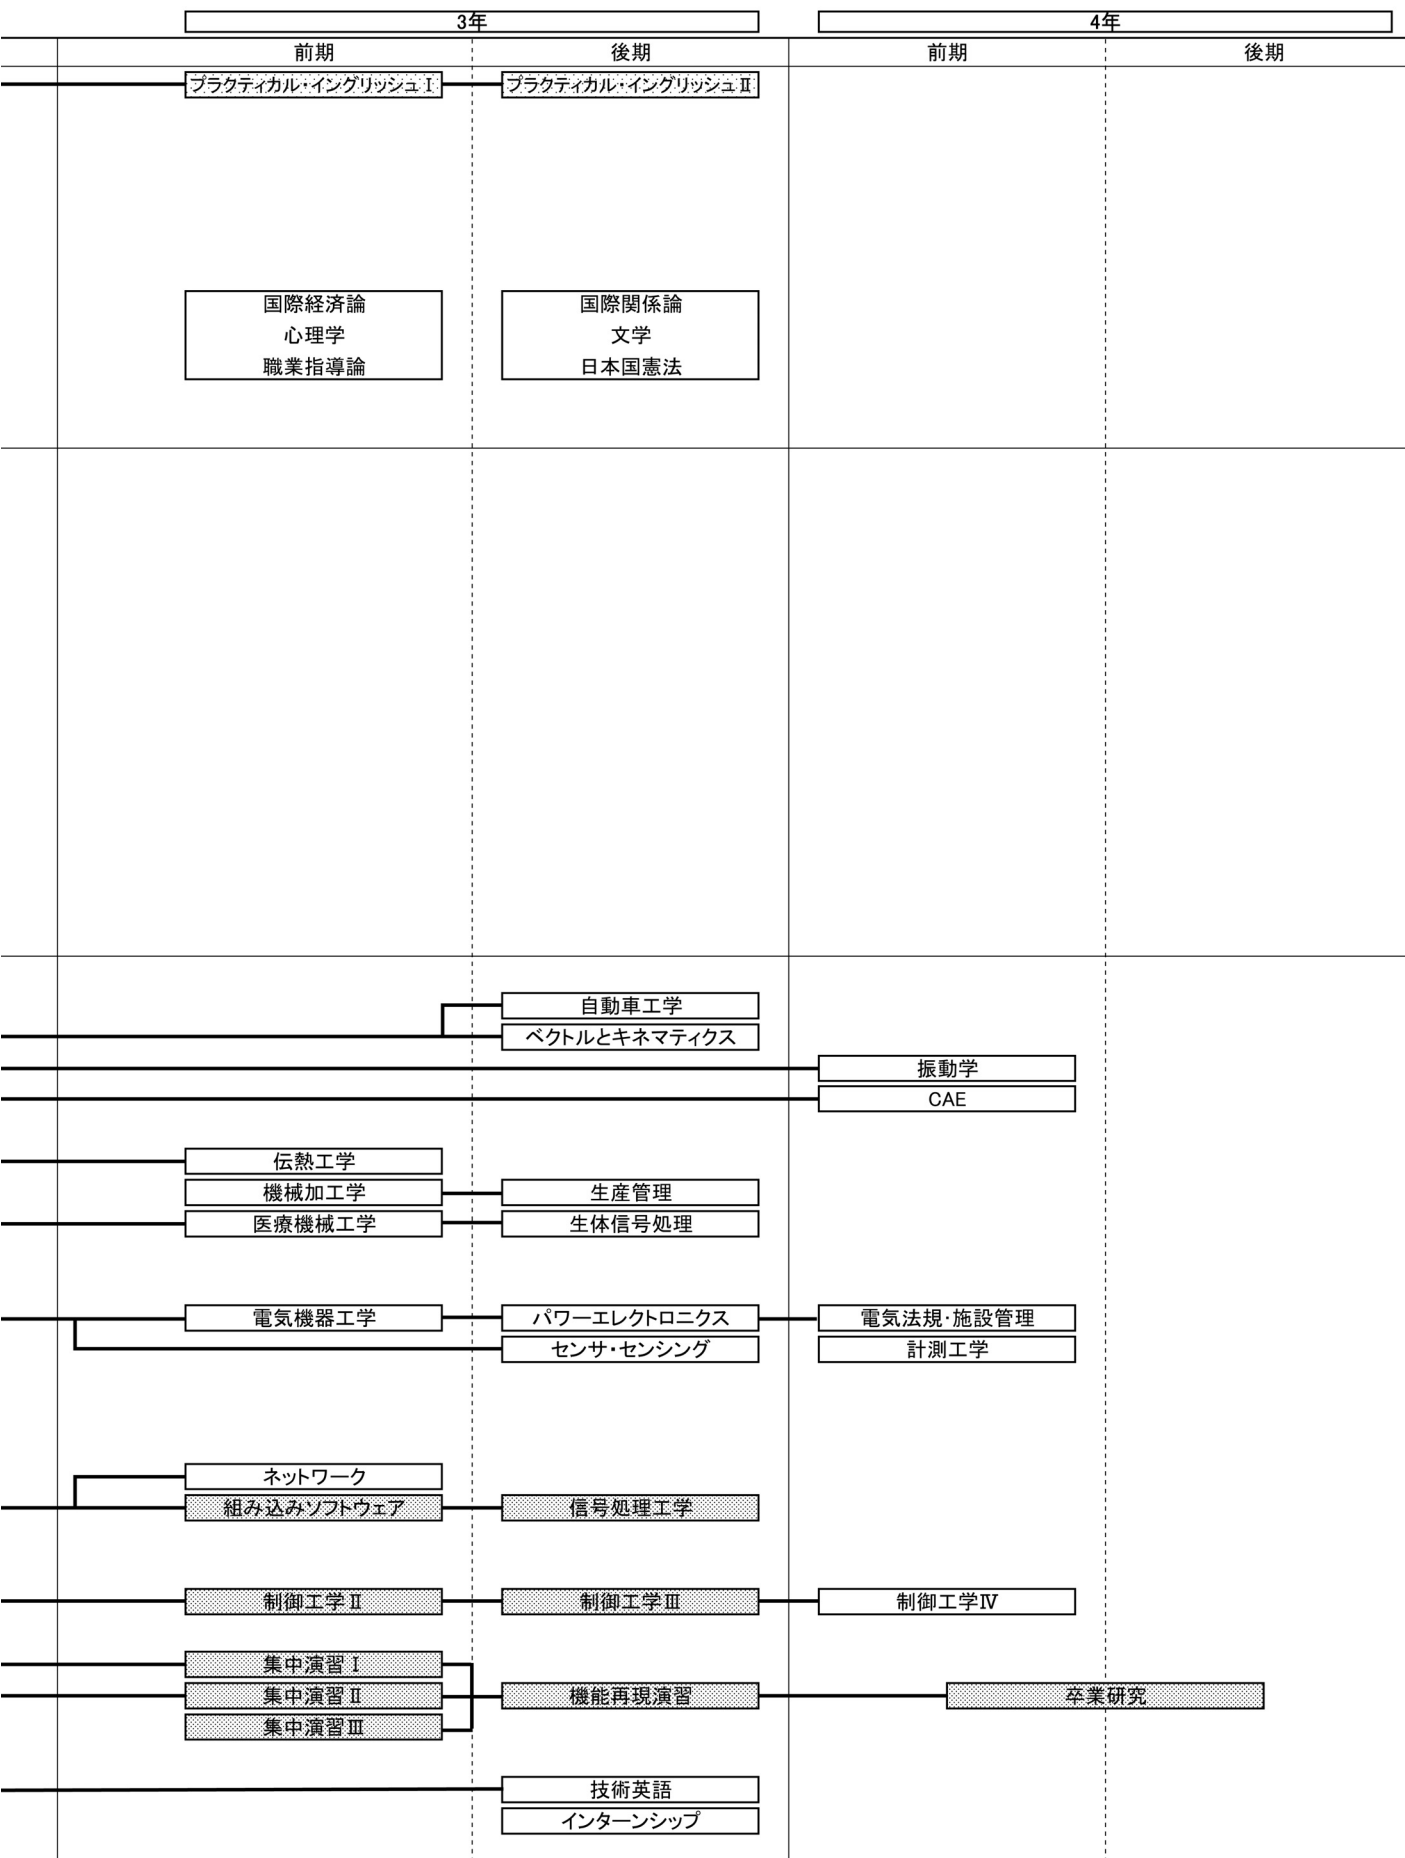 3年 4年
前期 後期 前期 後期
プラクティカル・イングリッシュⅠ プラクティカル・イングリッシュⅡ
国際経済論 国際関係論
心理学 文学
職業指導論 日本国憲法
自動車工学
ベクトルとキネマティクス
振動学
CAE
伝熱工学
機械加工学 生産管理
医療機械工学 生体信号処理
電気機器工学 パワーエレクトロニクス 電気法規・施設管理
センサ・センシング 計測工学
ネットワーク
組み込みソフトウェア 信号処理工学
制御工学Ⅱ 制御工学Ⅲ 制御工学Ⅳ
集中演習Ⅰ
集中演習Ⅱ 機能再現演習 卒業研究
集中演習Ⅲ
技術英語
インターンシップ